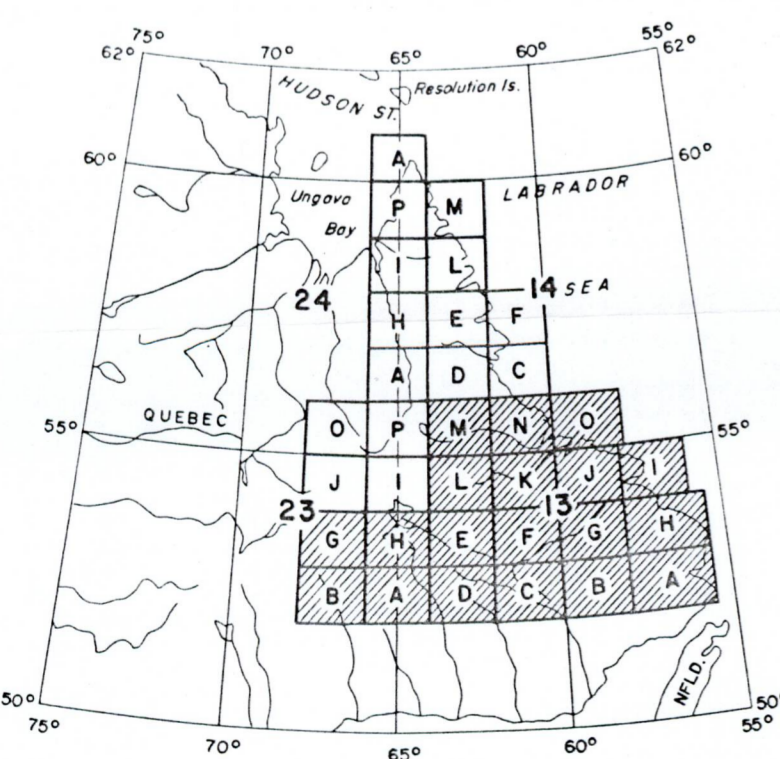 75° 70° 65° 60° 55°
62° 62°
HUDSON ST.
Resolution Is.
60° A 60°
Ungava
Bay
P M LABRADOR
I L
24 14 SEA
H E F
A D C
QUEBEC
55° O P M N O 55°
J I L K J I
23 13
G H E F G H
B A D C B A
NFLD.
50° 50°
75° 70° 65° 60° 55°